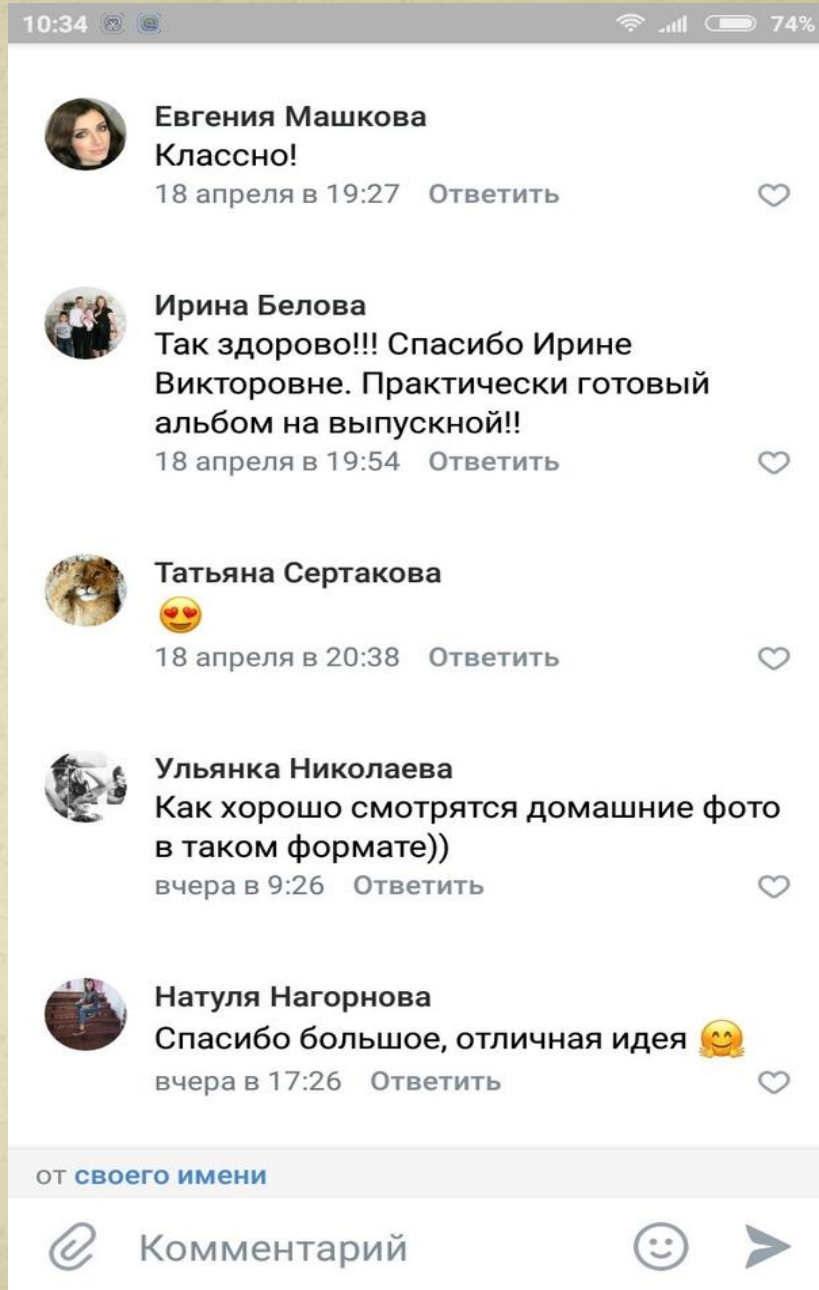 10:34 74%
Евгения Машкова
Классно!
18 апреля в 19:27 Ответить
Ирина Белова
Так здорово!!! Спасибо Ирине
Викторовне. Практически готовый
альбом на выпускной!!
18 апреля в 19:54 Ответить
Татьяна Сертакова
😍
18 апреля в 20:38 Ответить
Ульянка Николаева
Как хорошо смотрятся домашние фото
в таком формате))
вчера в 9:26 Ответить
Натуля Нагорнова
Спасибо большое, отличная идея 🤗
вчера в 17:26 Ответить
от своего имени
Комментарий